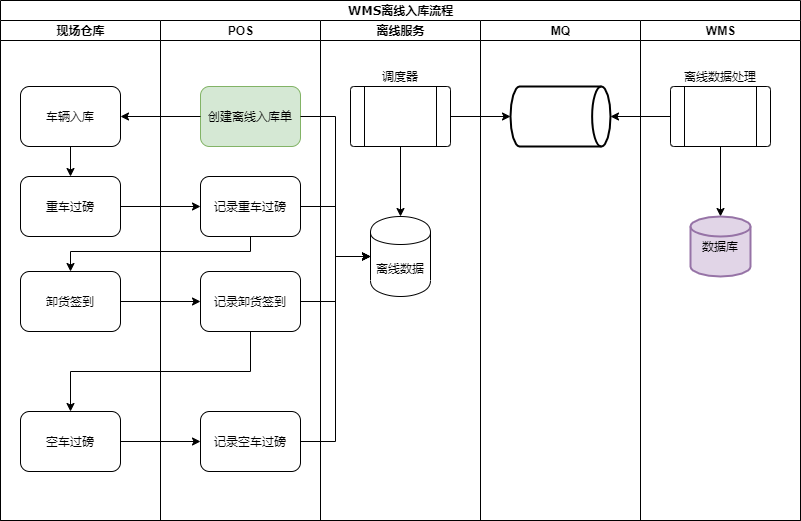 WMS离线入库流程
现场仓库
POS
离线服务
MQ
WMS
调度器
离线数据处理
车辆入库
创建离线入库单
重车过磅
记录重车过磅
离线数据
数据库
卸货签到
记录卸货签到
空车过磅
记录空车过磅